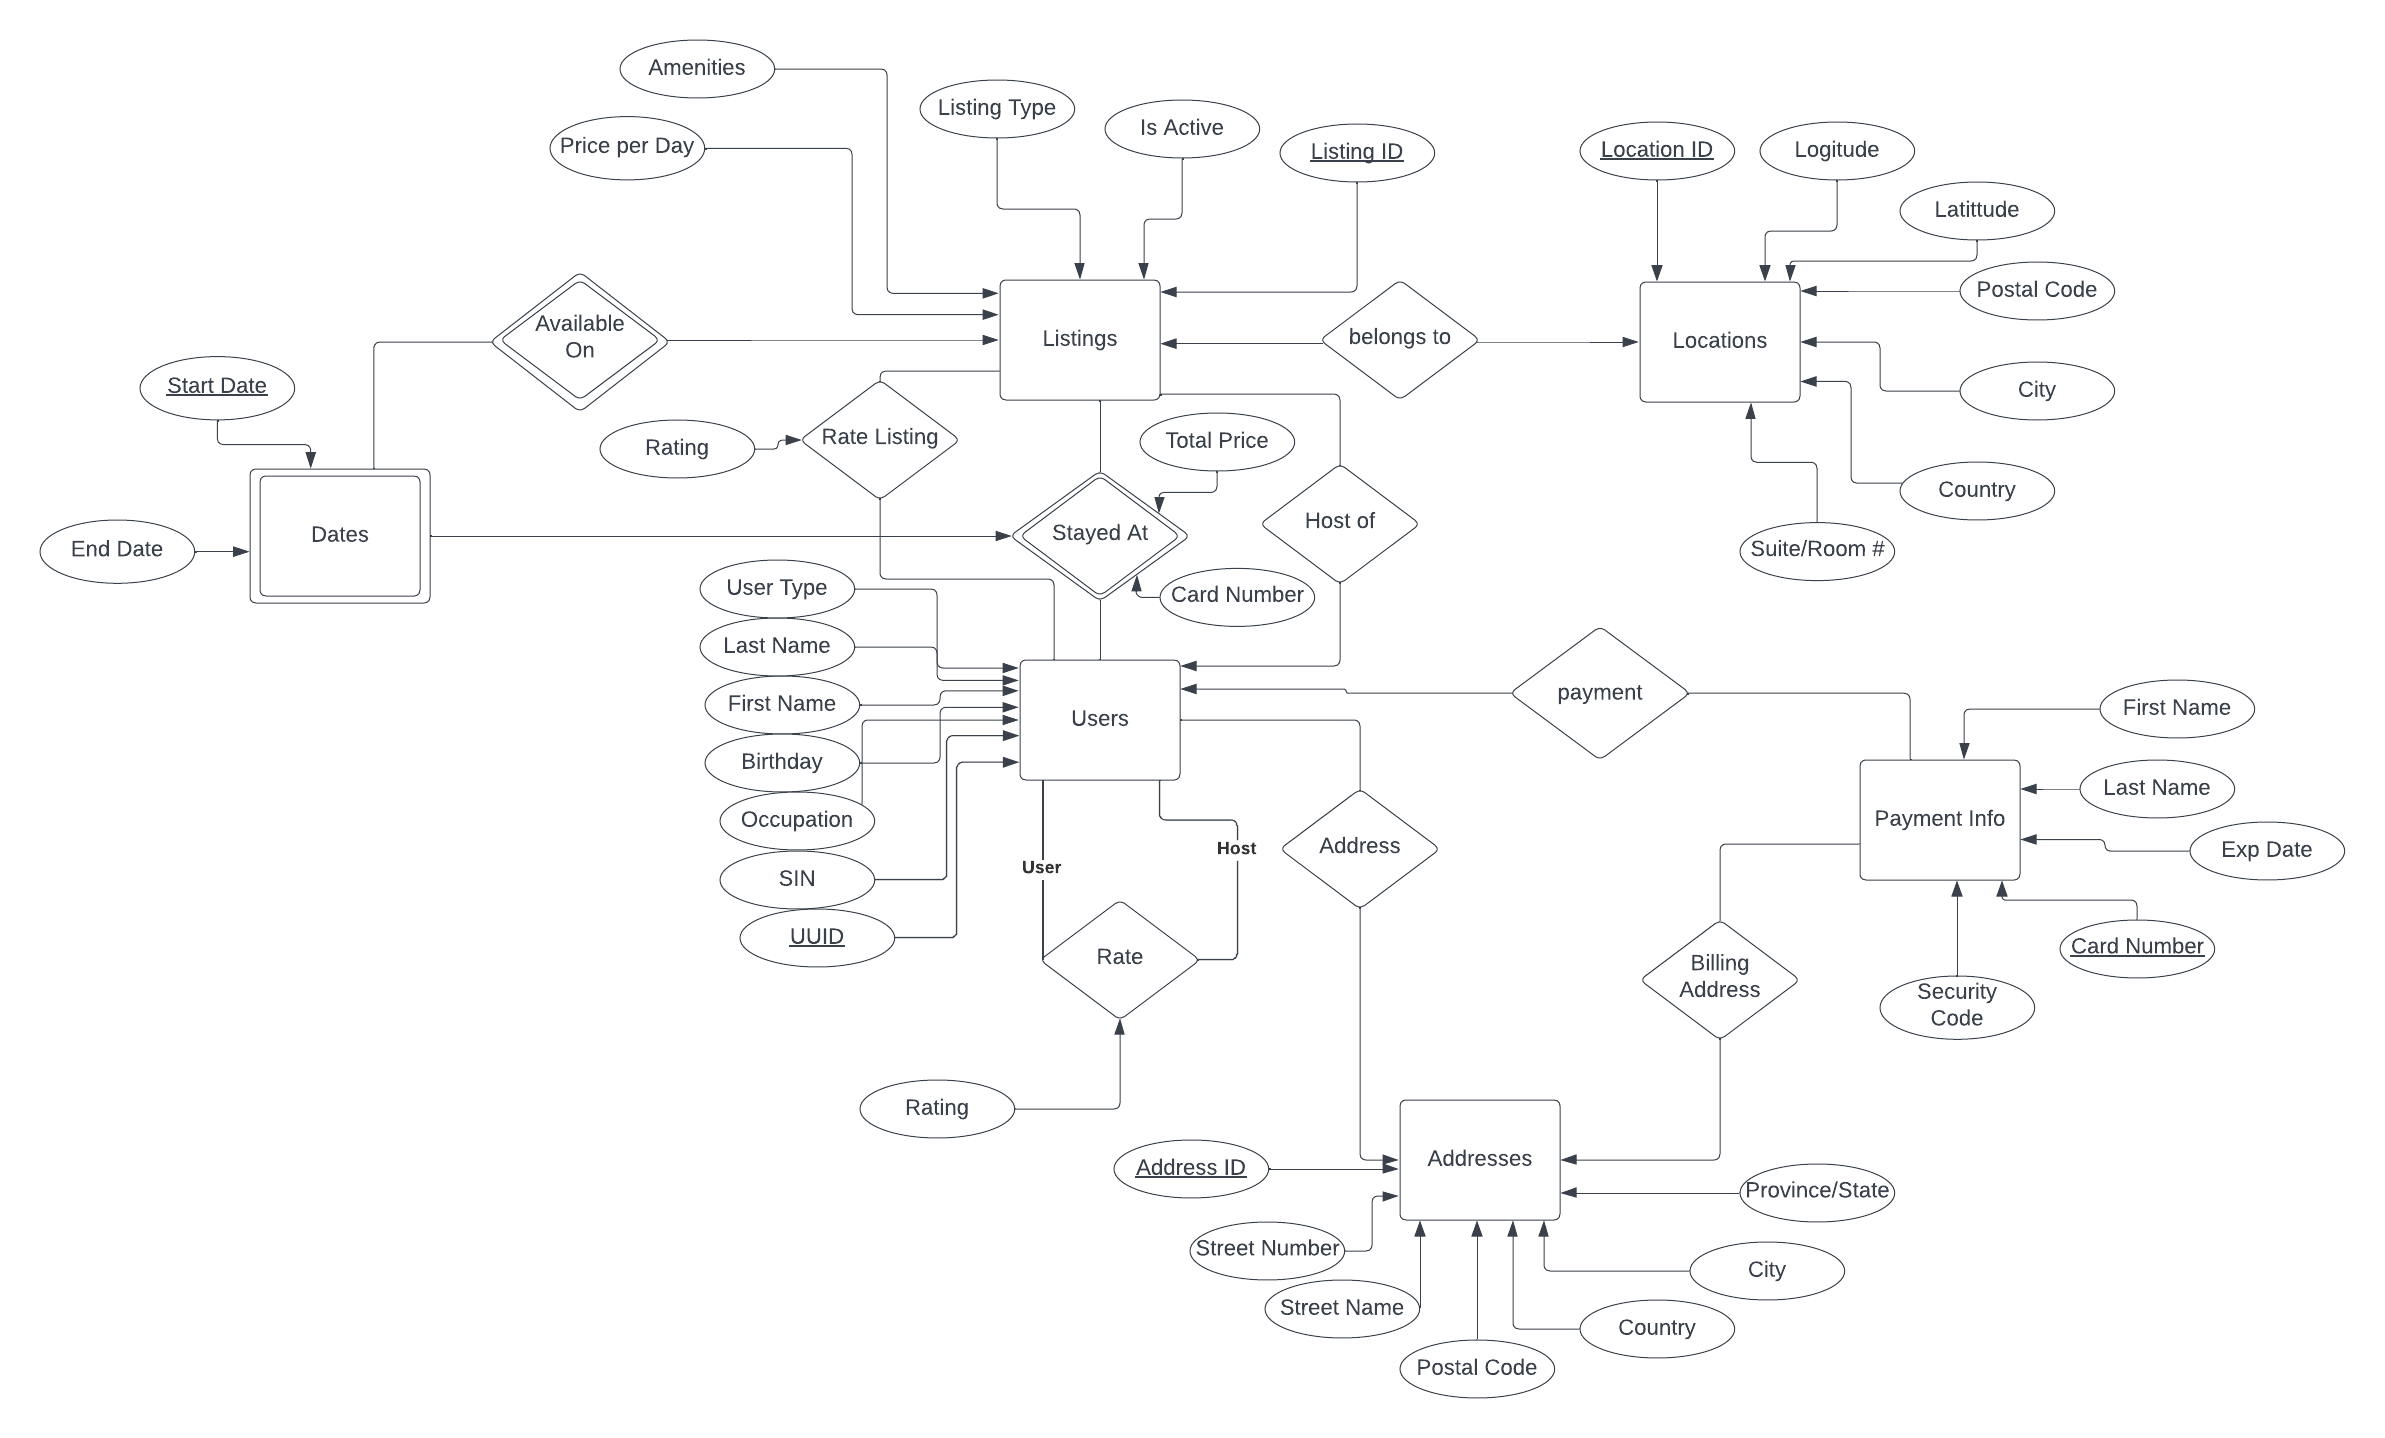 Amenities
Listing Type
Is Active
Price per Day
Listing ID
Location ID
Logitude
Latittude
Postal Code
Available
On
Listings
belongs to
Locations
Start Date
City
Rating
Rate Listing
Total Price
Country
Host of
Stayed At
Dates
End Date
Suite/Room #
User Type
Card Number
Last Name
First Name
Users
payment
First Name
Birthday
Last Name
Occupation
Payment Info
Host
Address
Exp Date
User
SIN
UUID
Rate
Billing
Address
Card Number
Security
Code
Rating
Addresses
Address ID
Province/State
Street Number
City
Street Name
Country
Postal Code